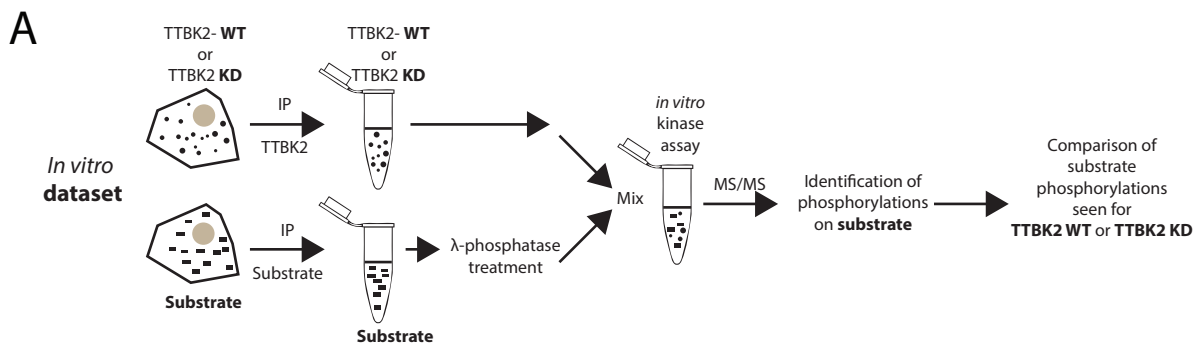 A
TTBK2- WT
or
TTBK2 KD
TTBK2- WT
or
TTBK2 KD
IP
TTBK2
in vitro
kinase
assay
In vitro
dataset
Mix
MS/MS
Identification of
phosphorylations
on substrate
Comparison of
substrate
phosphorylations
seen for
TTBK2 WT or TTBK2 KD
IP
Substrate
λ-phosphatase
treatment
Substrate
Substrate